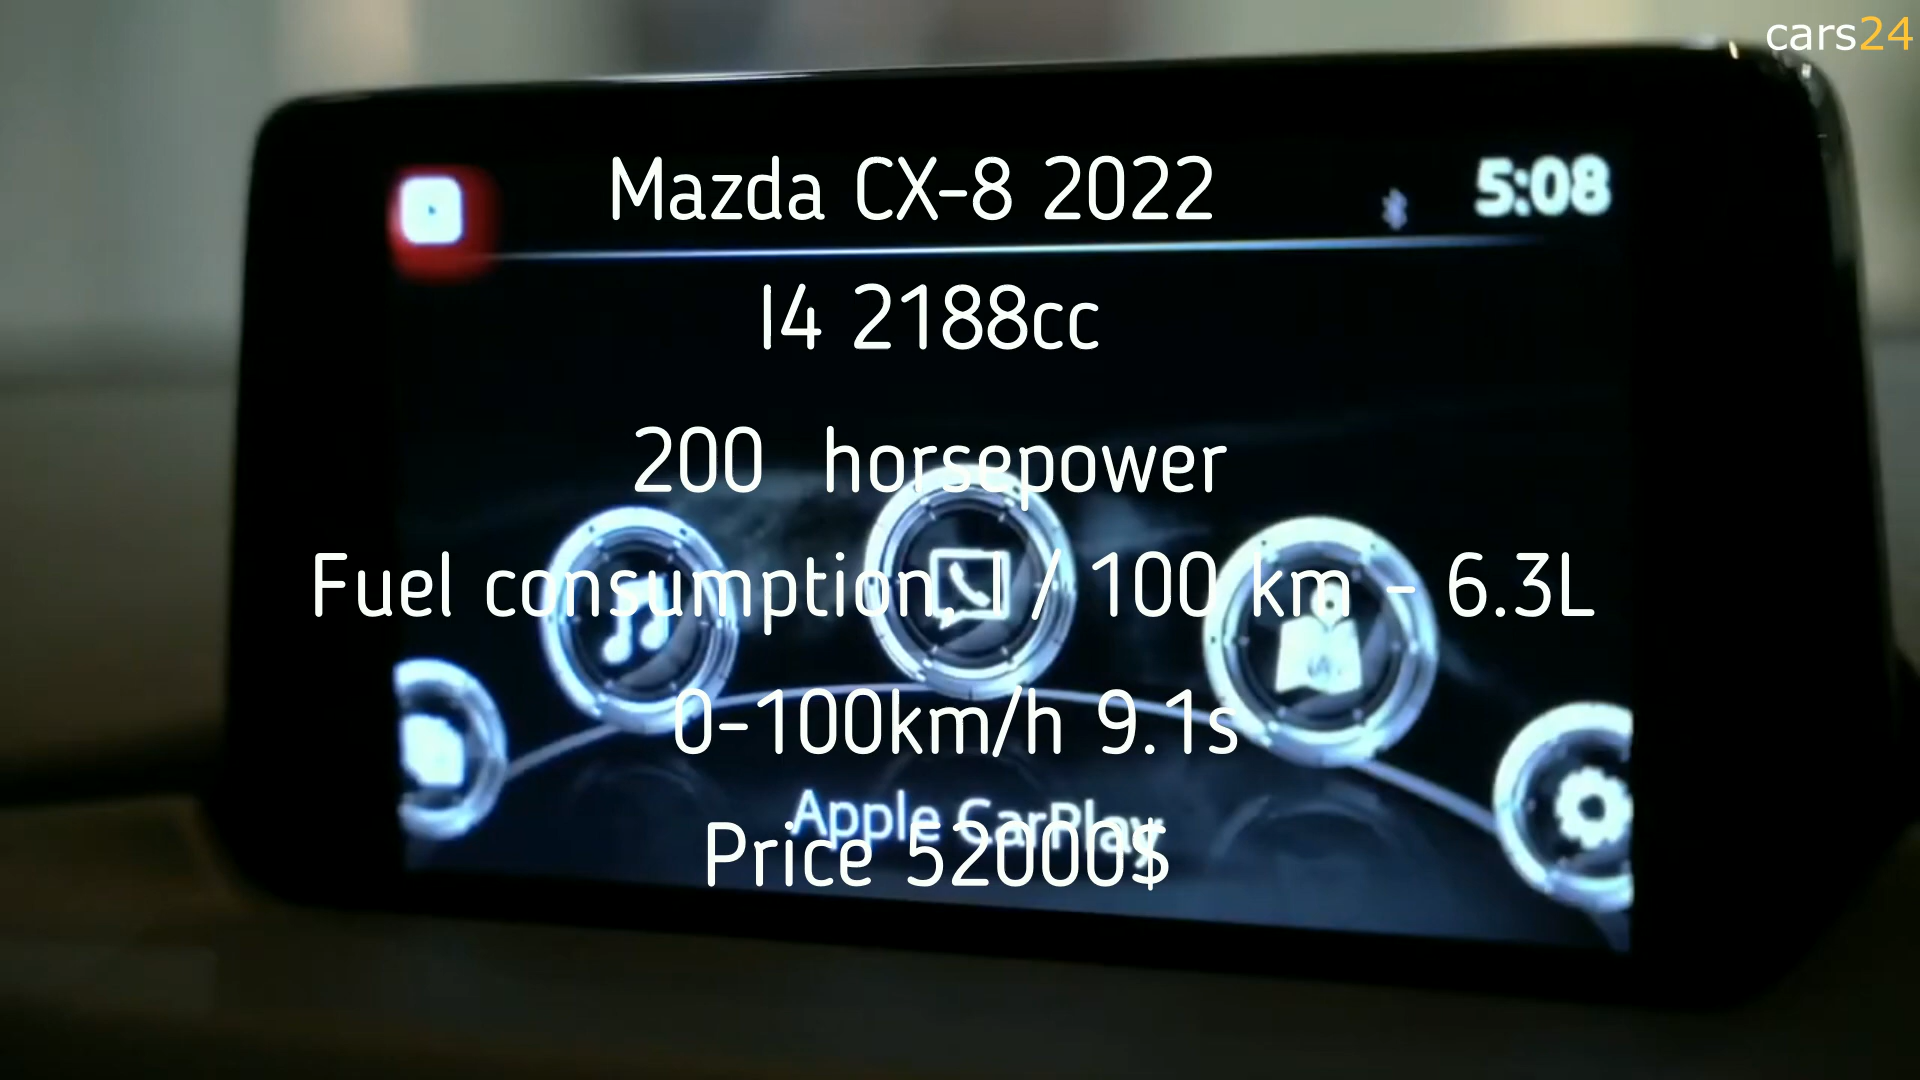 cars24
Mazda CX-8 2022
5:08
I4 2188cc
200 horsepower
Fuel consumption, l / 100 km - 6.3L
0-100km/h 9.1s
Apple CarPlay
Price 52000$